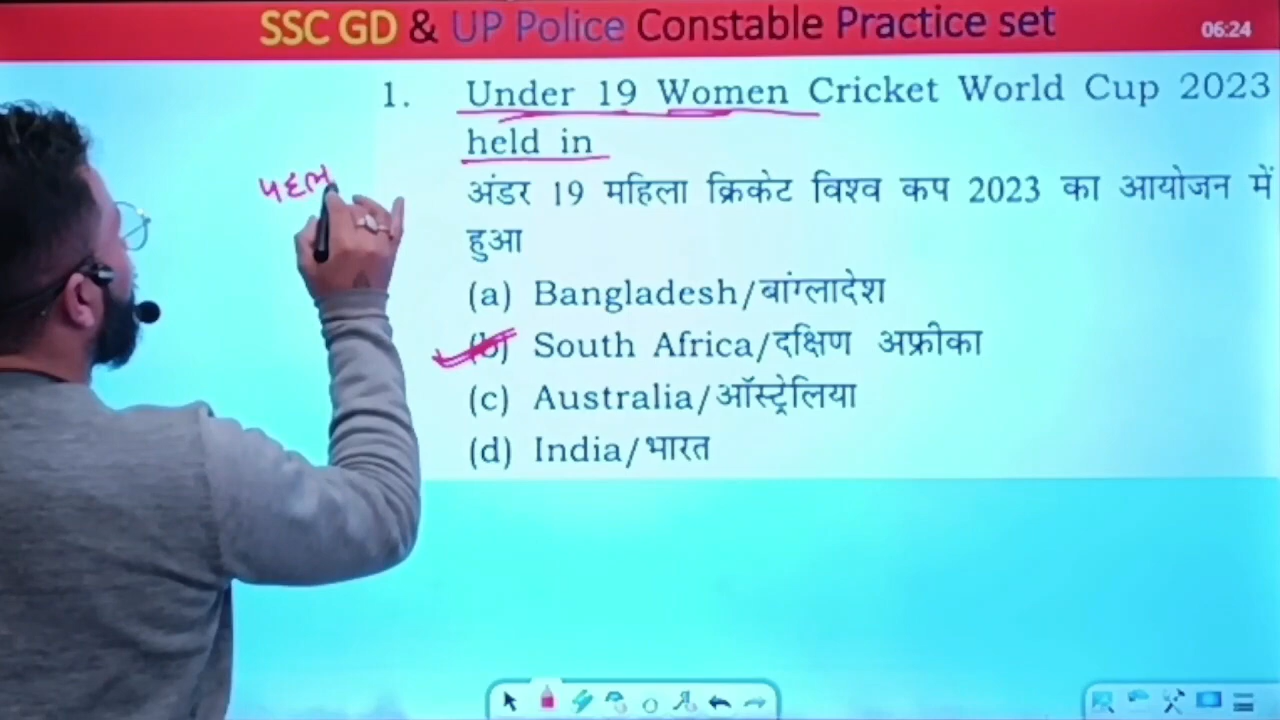 SSC GD & UP Police Constable Practice set
06:24
1. Under 19 Women Cricket World Cup 2023
held in
अंडर 19 महिला क्रिकेट विश्व कप 2023 का आयोजन में
हुआ
(a) Bangladesh/बांग्लादेश
(b) South Africa/दक्षिण अफ्रीका
(c) Australia/ऑस्ट्रेलिया
(d) India/भारत
पहल